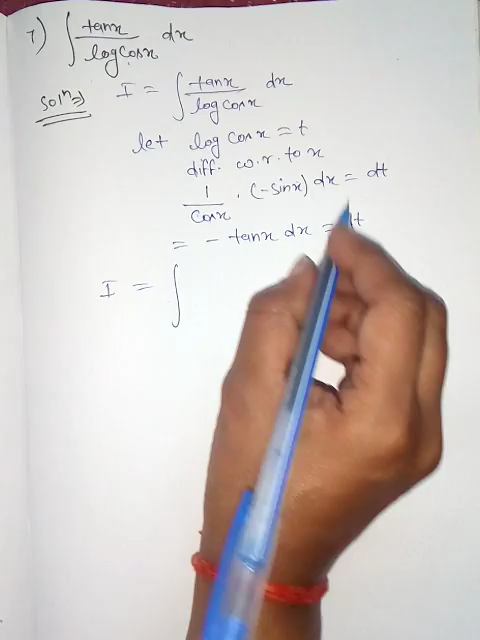 7) ∫ tanx / logcosx dx
Solⁿ⇒ I = ∫ tanx / logcosx dx
let log cosx = t
diff. w.r. to x
1/cosx . (-sinx) dx = dt
= - tanx dx = dt
I = ∫